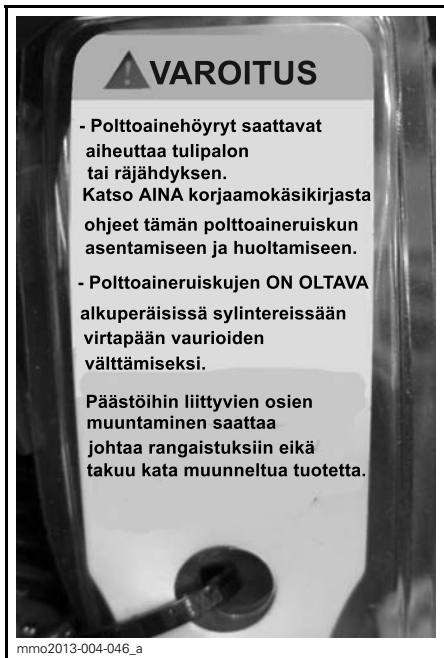 VAROITUS
- Polttoainehöyryt saattavat
aiheuttaa tulipalon
tai räjähdyksen.
Katso AINA korjaamokäsikirjasta
ohjeet tämän polttoaineruiskun
asentamiseen ja huoltamiseen.
- Polttoaineruiskujen ON OLTAVA
alkuperäisissä sylintereissään
virtapään vaurioiden
välttämiseksi.
Päästöihin liittyvien osien
muuntaminen saattaa
johtaa rangaistuksiin eikä
takuu kata muunneltua tuotetta.
mmo2013-004-046_a